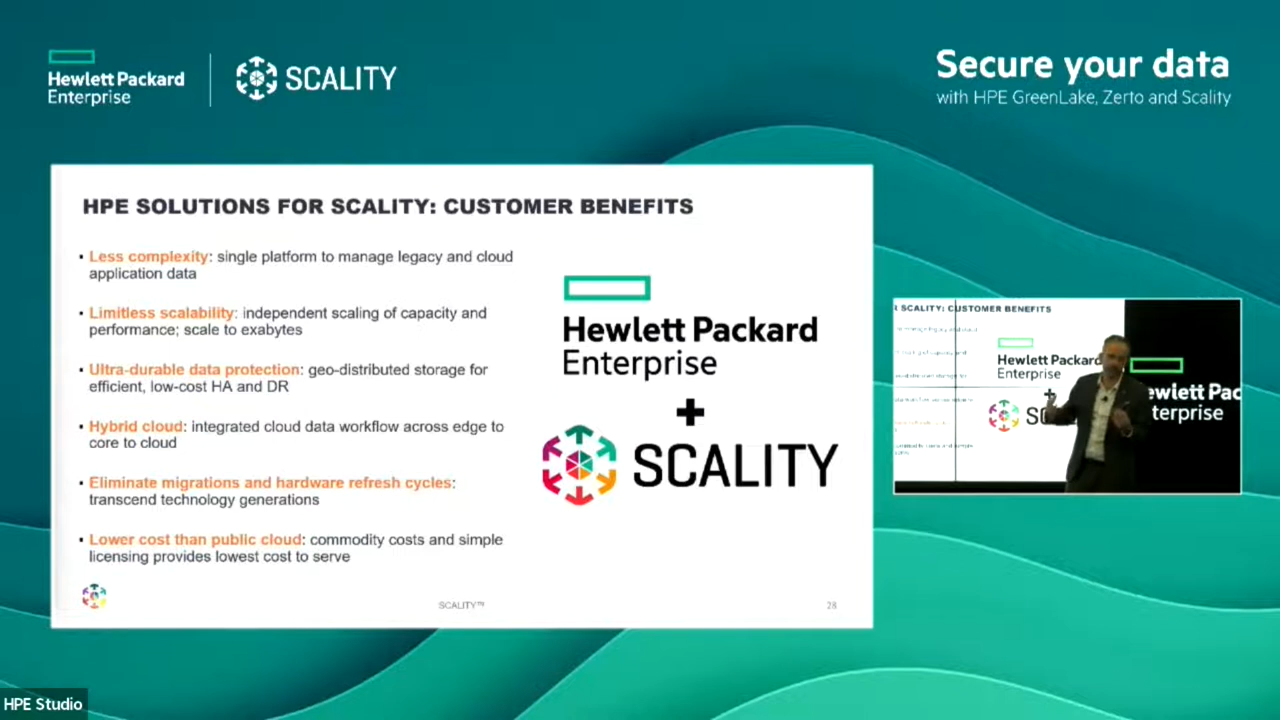 Hewlett Packard
Enterprise
SCALITY
Secure your data
with HPE GreenLake, Zerto and Scality
HPE SOLUTIONS FOR SCALITY: CUSTOMER BENEFITS
• Less complexity: single platform to manage legacy and cloud
application data
• Limitless scalability: independent scaling of capacity and
performance; scale to exabytes
• Ultra-durable data protection: geo-distributed storage for
efficient, low-cost HA and DR
• Hybrid cloud: integrated cloud data workflow across edge to
core to cloud
• Eliminate migrations and hardware refresh cycles:
transcend technology generations
• Lower cost than public cloud: commodity costs and simple
licensing provides lowest cost to serve
Hewlett Packard
Enterprise
+
SCALITY
SCALITY™
28
SCALITY: CUSTOMER BENEFITS
Hewlett Packard
Enterprise
+
SC
ewlett Pac
terprise
HPE Studio